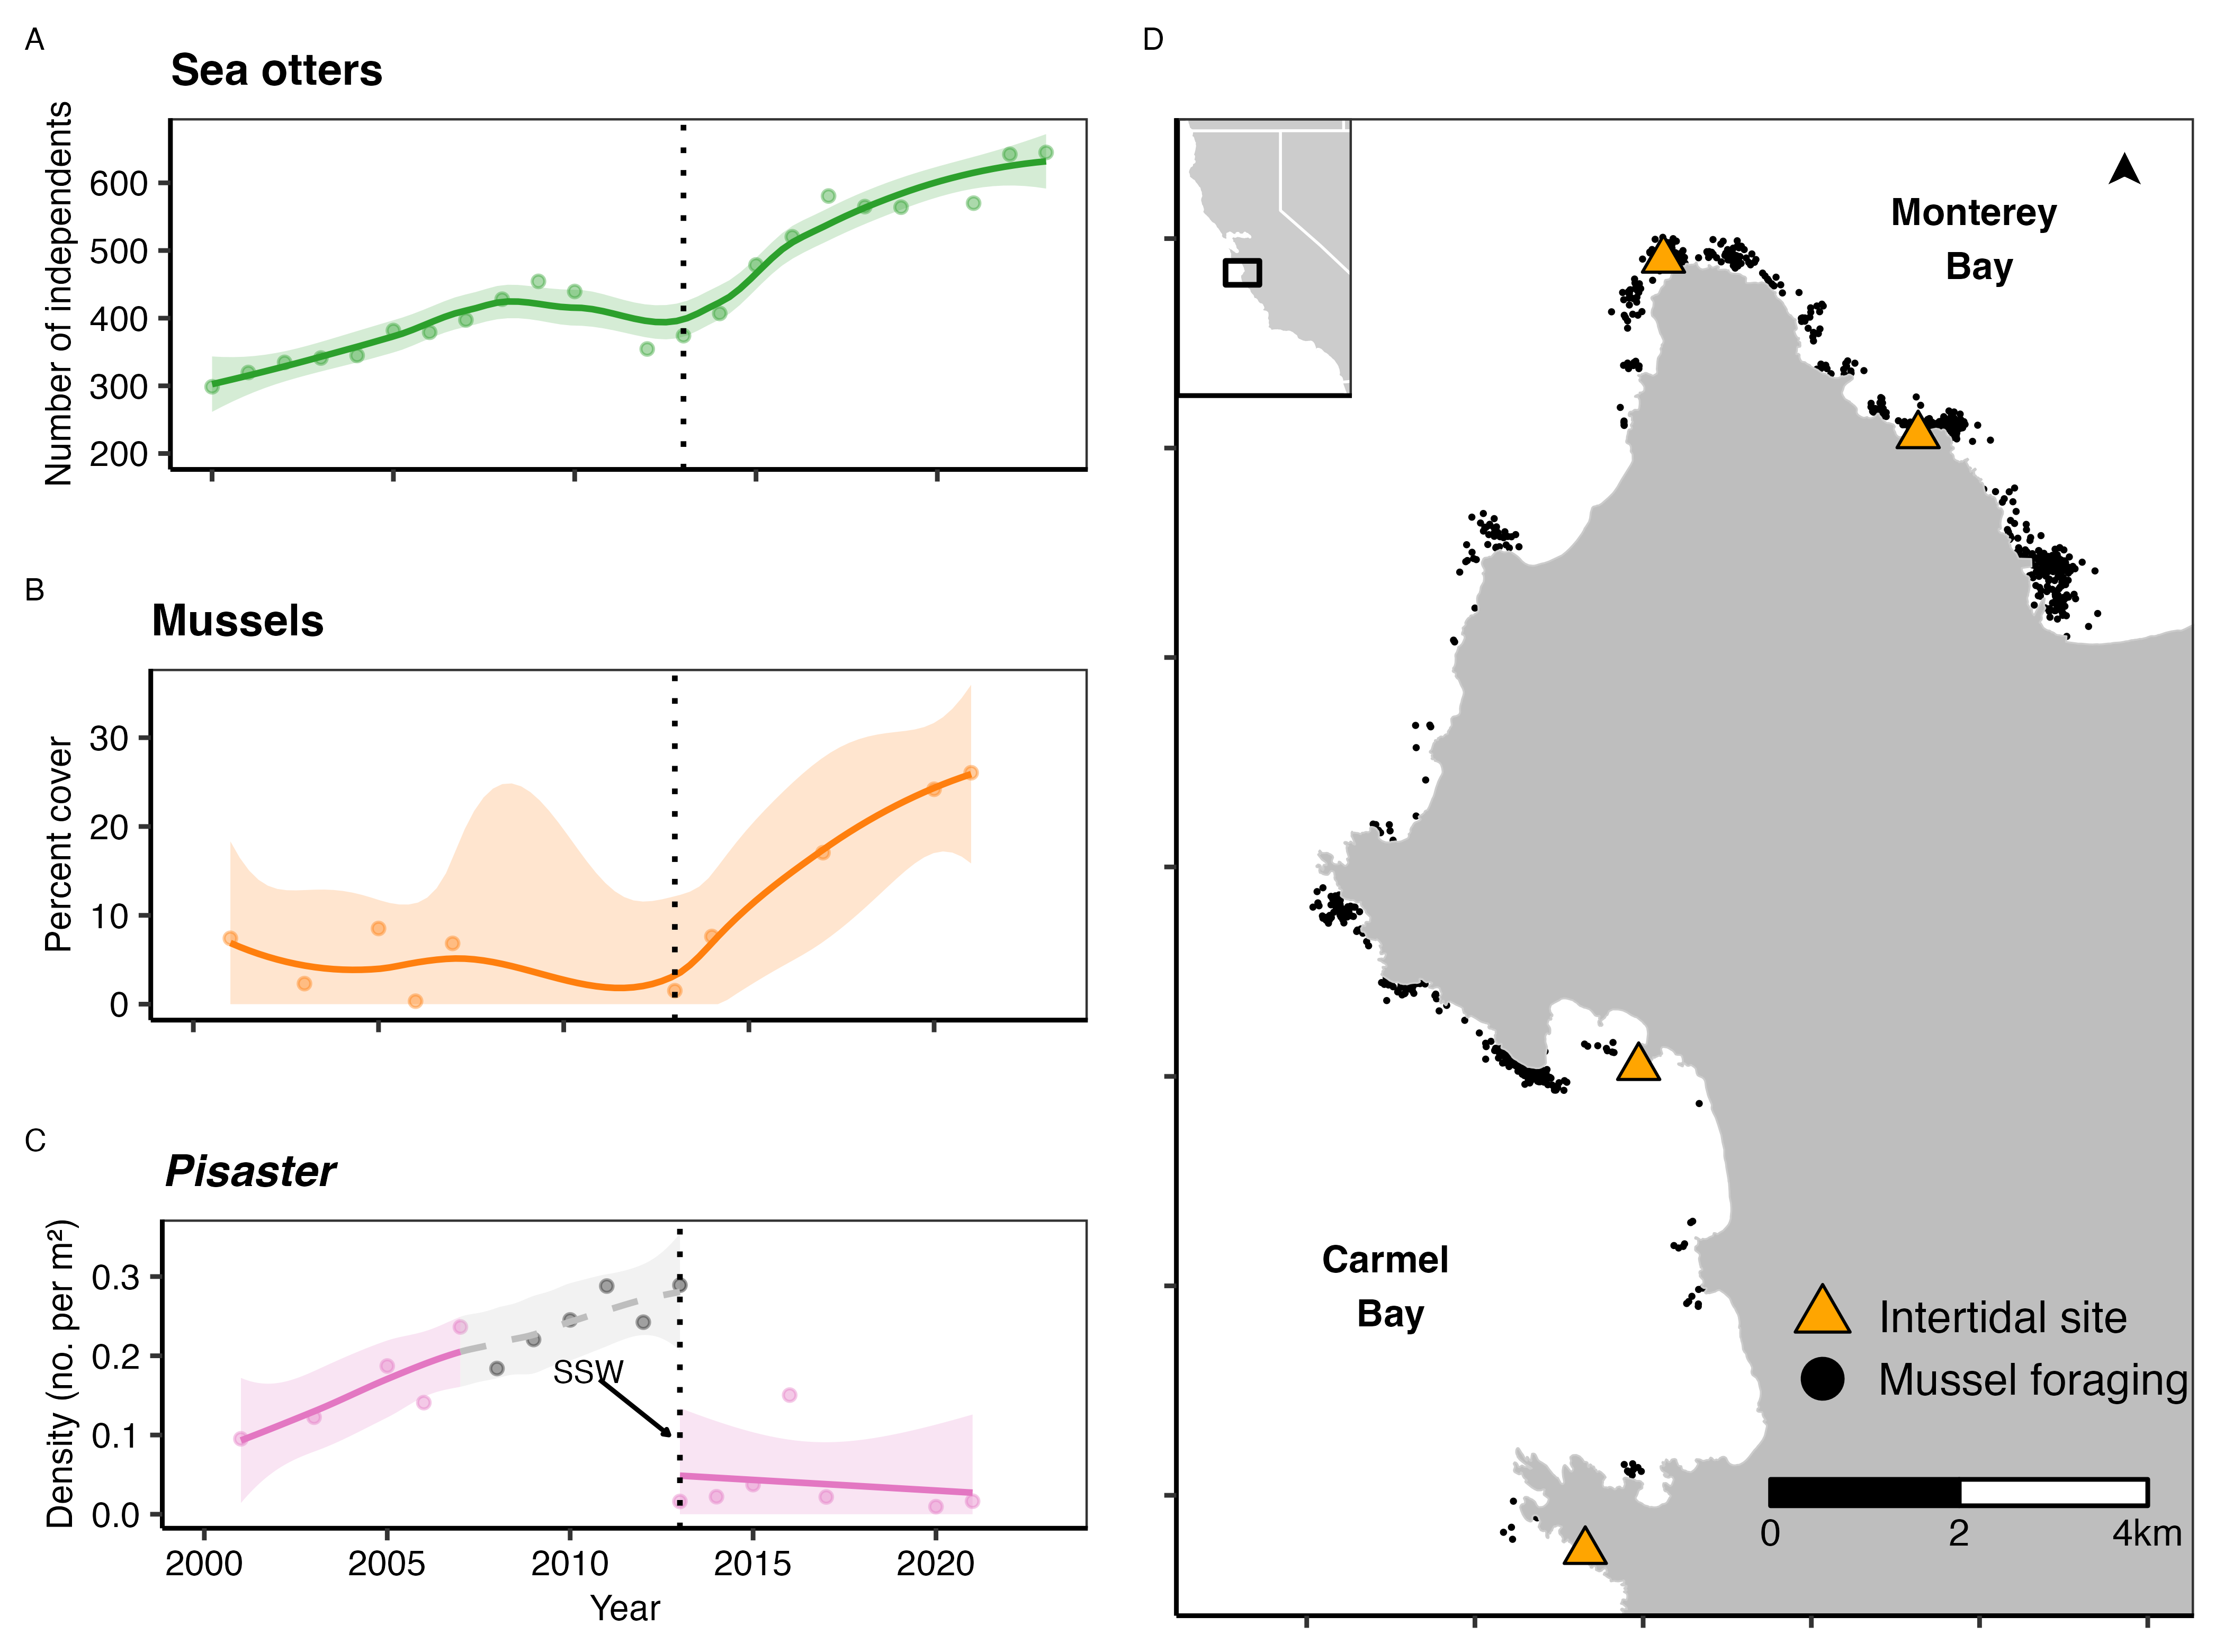 A
Sea otters
Number of independents
600
500
400
300
200
B
Mussels
Percent cover
30
20
10
0
C
Pisaster
Density (no. per m²)
0.3
0.2
0.1
0.0
SSW
2000 2005 2010 2015 2020
Year
D
Monterey
Bay
Carmel
Bay
Intertidal site
Mussel foraging
0 2 4km